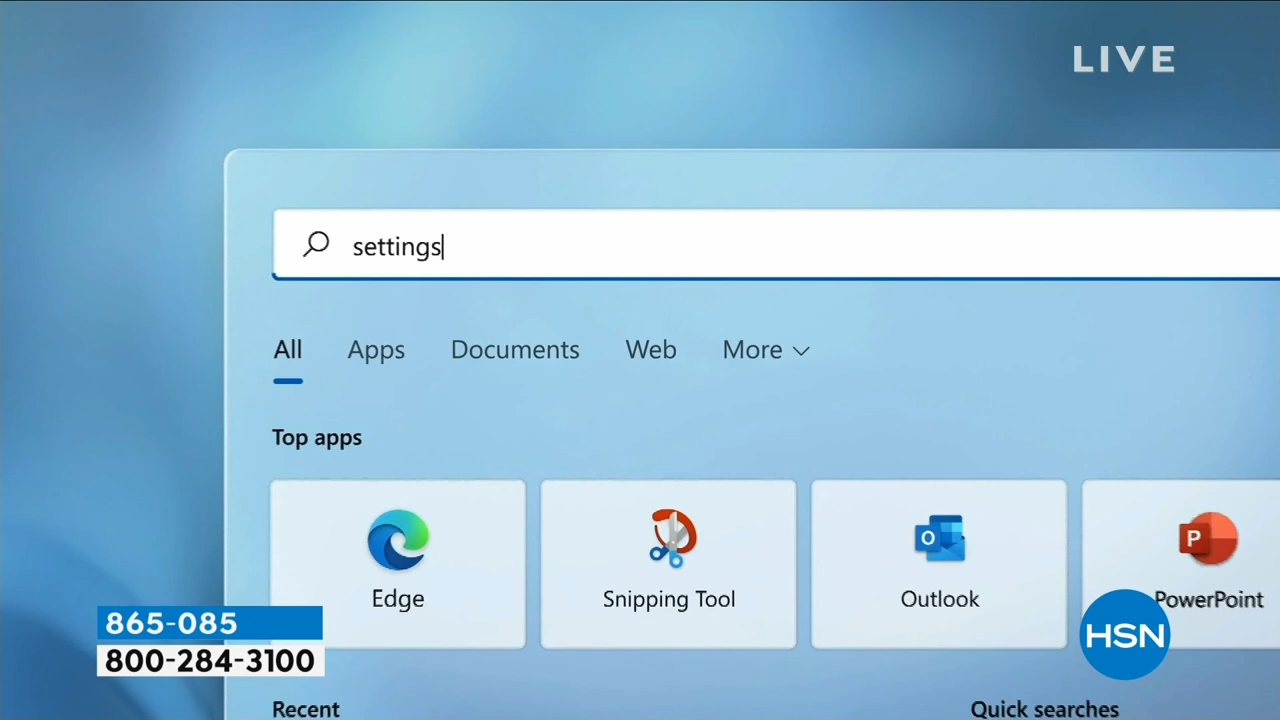 LIVE
settings
All Apps Documents Web More
Top apps
Edge Snipping Tool Outlook PowerPoint
865-085
800-284-3100
HSN
Recent Quick searches